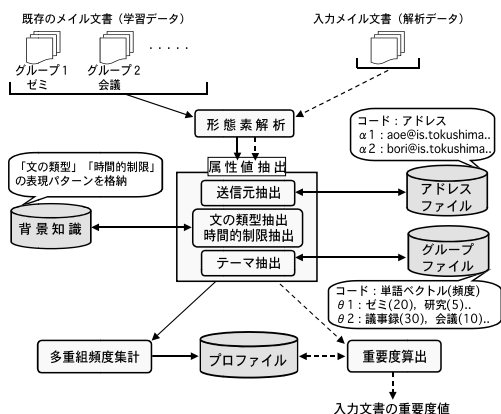 既存のメイル文書（学習データ）
入力メイル文書（解析データ）
・・・・・
グループ1
ゼミ
グループ2
会議
形態素解析
コード：アドレス
α1：aoe@is.tokushima..
α2：bori@is.tokushima..
「文の類型」「時間的制限」
の表現パターンを格納
属性値抽出
送信元抽出
アドレス
ファイル
背景知識
文の類型抽出
時間的制限抽出
グループ
ファイル
テーマ抽出
コード：単語ベクトル(頻度)
θ1：ゼミ(20)，研究(5)..
θ2：議事録(30)，会議(10)..
多重組頻度集計
プロファイル
重要度算出
入力文書の重要度値